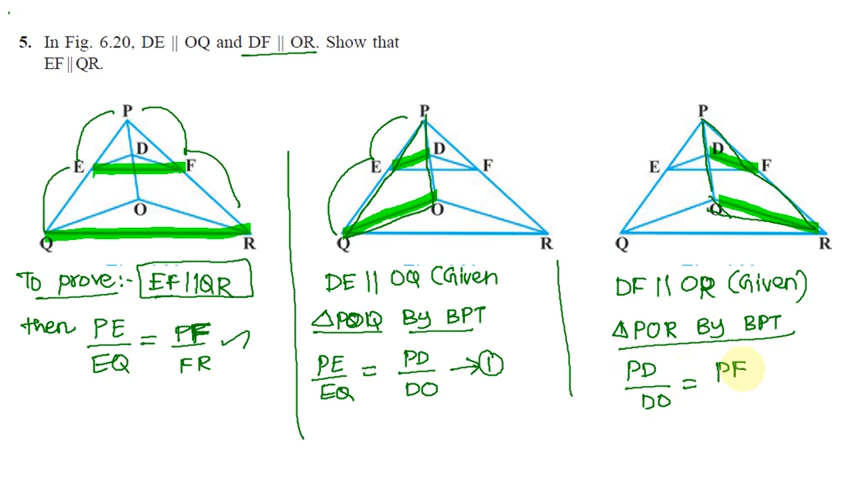 5. In Fig. 6.20, DE || OQ and DF || OR. Show that
EF || QR.
P
D
E
F
O
Q
R
To prove:- EF || QR
then PE/EQ = PF/FR
P
D
E
F
O
Q
R
DE || OQ (Given
△POQ By BPT
PE/EQ = PD/DO → ①
P
D
E
F
O
Q
R
DF || OR (Given)
△POR By BPT
PD/DO = PF